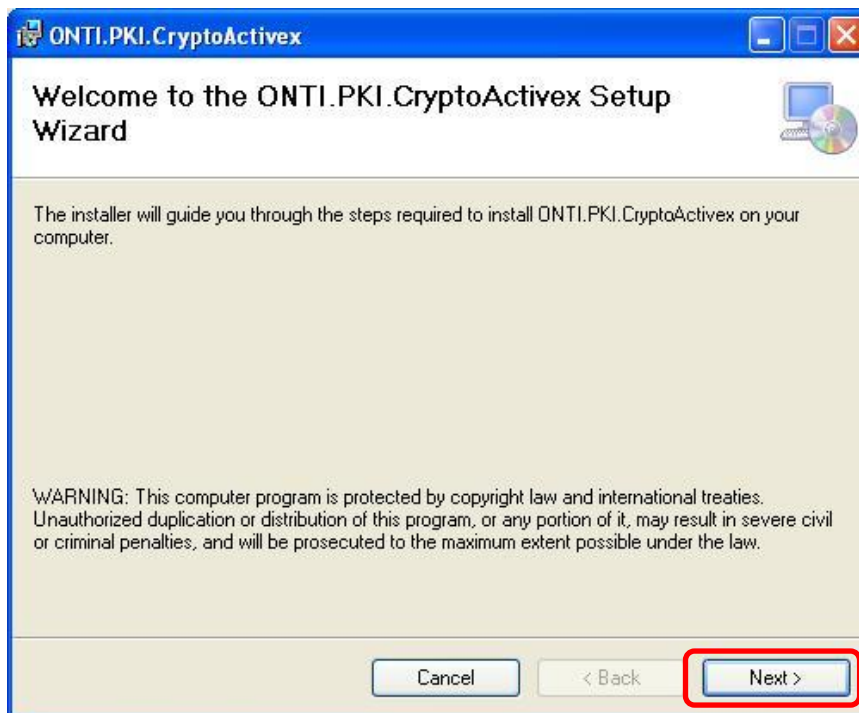 ONTI.PKI.CryptoActivex
Welcome to the ONTI.PKI.CryptoActivex Setup
Wizard
The installer will guide you through the steps required to install ONTI.PKI.CryptoActivex on your
computer.
WARNING: This computer program is protected by copyright law and international treaties.
Unauthorized duplication or distribution of this program, or any portion of it, may result in severe civil
or criminal penalties, and will be prosecuted to the maximum extent possible under the law.
Cancel
< Back
Next >